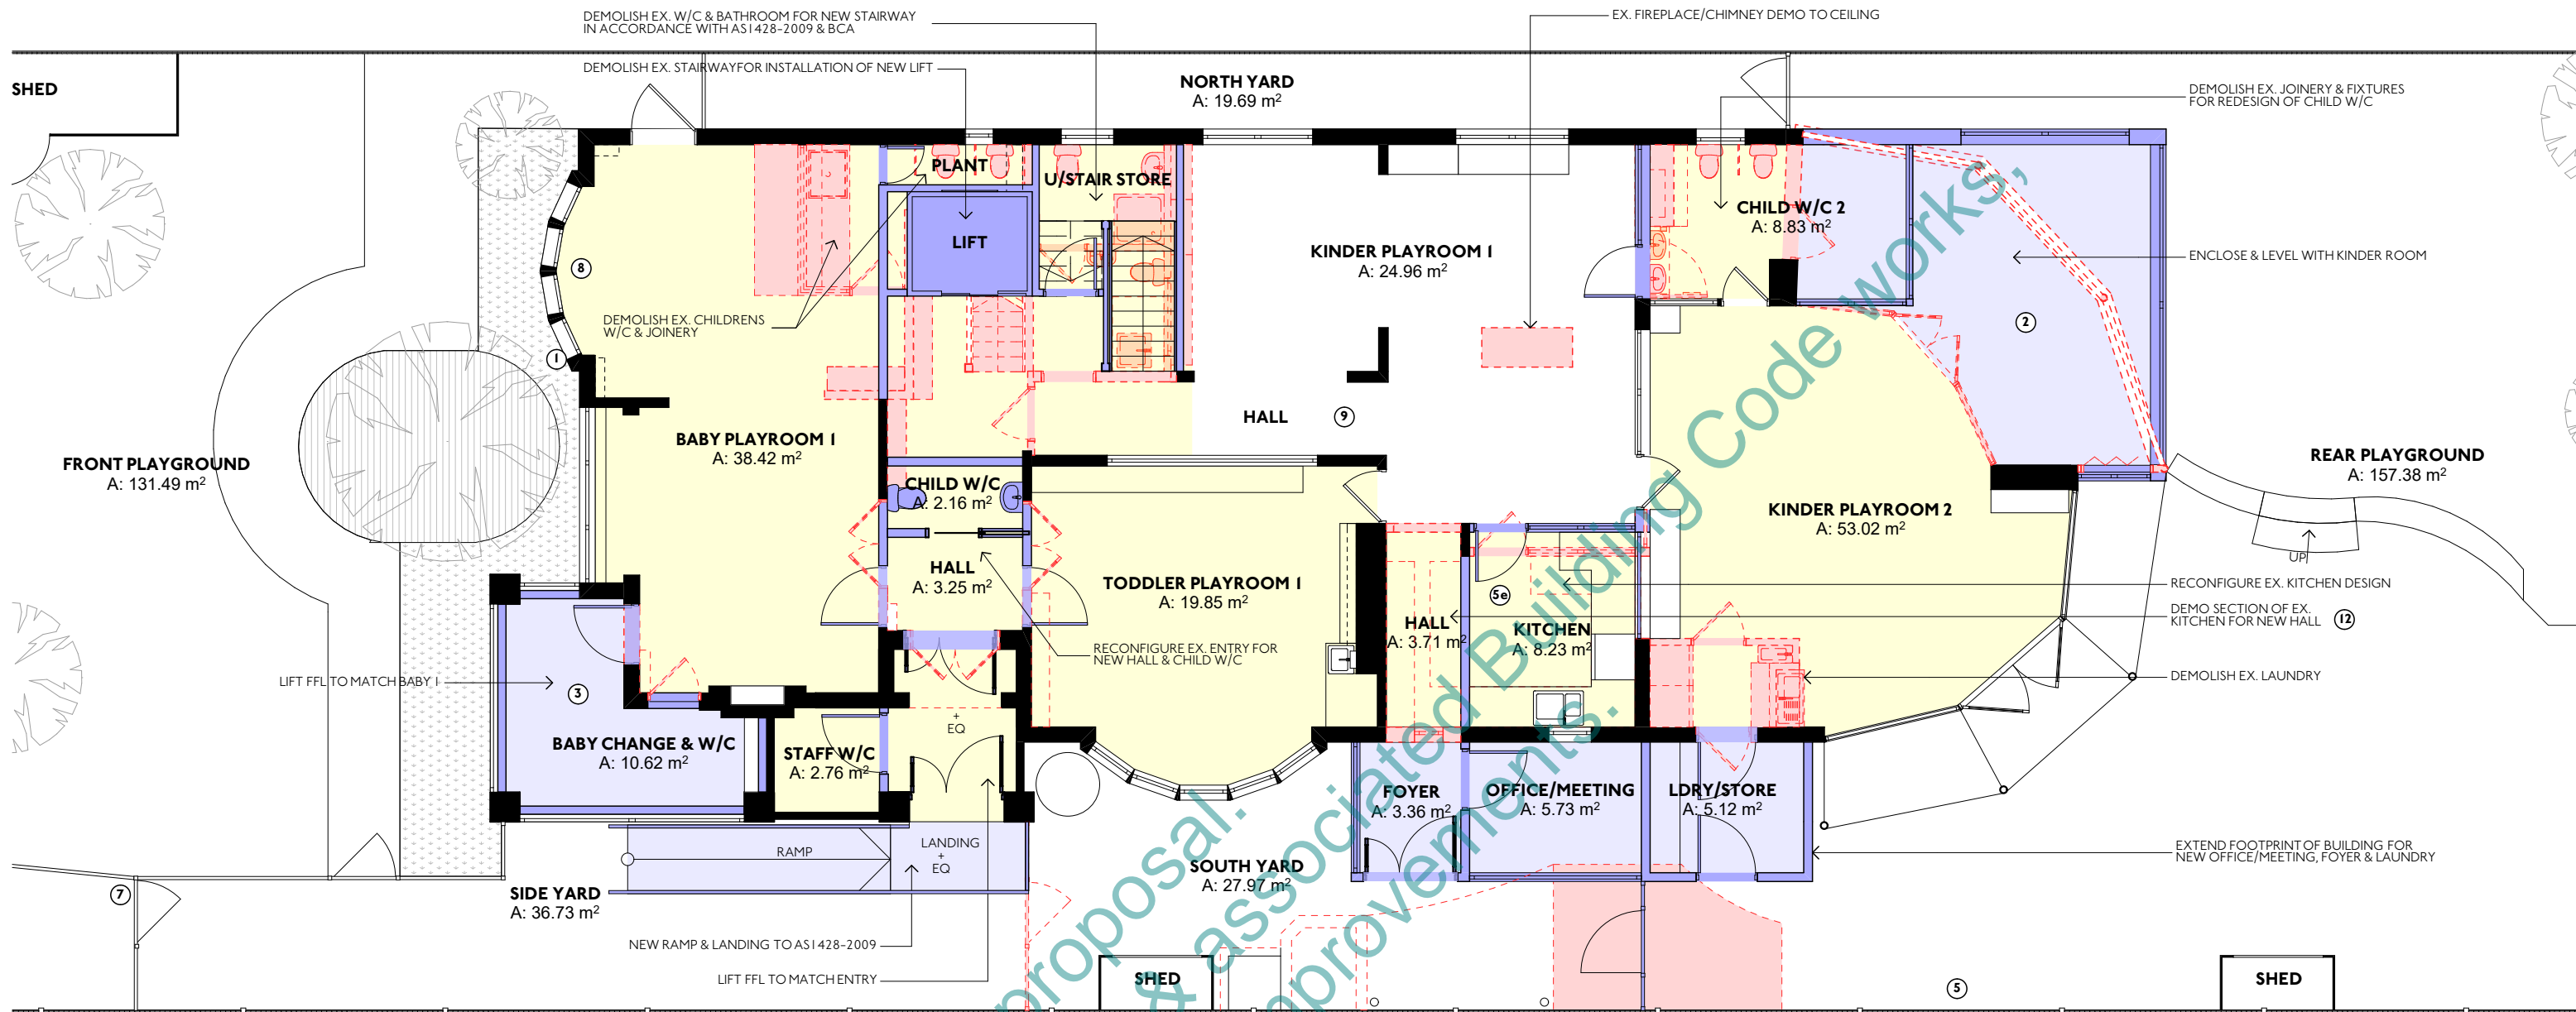 DEMOLISH EX. W/C & BATHROOM FOR NEW STAIRWAY
IN ACCORDANCE WITH AS1428-2009 & BCA
EX. FIREPLACE/CHIMNEY DEMO TO CEILING
DEMOLISH EX. STAIRWAYFOR INSTALLATION OF NEW LIFT
SHED
NORTH YARD
A: 19.69 m²
DEMOLISH EX. JOINERY & FIXTURES
FOR REDESIGN OF CHILD W/C
PLANT
U/STAIR STORE
LIFT
KINDER PLAYROOM 1
A: 24.96 m²
CHILD W/C 2
A: 8.83 m²
ENCLOSE & LEVEL WITH KINDER ROOM
8
2
DEMOLISH EX. CHILDRENS
W/C & JOINERY
1
HALL
9
BABY PLAYROOM 1
A: 38.42 m²
FRONT PLAYGROUND
A: 131.49 m²
REAR PLAYGROUND
A: 157.38 m²
CHILD W/C
A: 2.16 m²
KINDER PLAYROOM 2
A: 53.02 m²
UP
HALL
A: 3.25 m²
TODDLER PLAYROOM 1
A: 19.85 m²
5e
RECONFIGURE EX. KITCHEN DESIGN
HALL
A: 3.71 m²
KITCHEN
A: 8.23 m²
DEMO SECTION OF EX.
KITCHEN FOR NEW HALL
12
RECONFIGURE EX. ENTRY FOR
NEW HALL & CHILD W/C
LIFT FFL TO MATCH BABY 1
3
DEMOLISH EX. LAUNDRY
+
EQ
BABY CHANGE & W/C
A: 10.62 m²
STAFF W/C
A: 2.76 m²
FOYER
A: 3.36 m²
OFFICE/MEETING
A: 5.73 m²
LDRY/STORE
A: 5.12 m²
RAMP
LANDING
+
EQ
EXTEND FOOTPRINT OF BUILDING FOR
NEW OFFICE/MEETING, FOYER & LAUNDRY
SOUTH YARD
A: 27.97 m²
7
SIDE YARD
A: 36.73 m²
NEW RAMP & LANDING TO AS1428-2009
LIFT FFL TO MATCH ENTRY
SHED
5
SHED
proposal.
& associated Building Code works,
improvements.